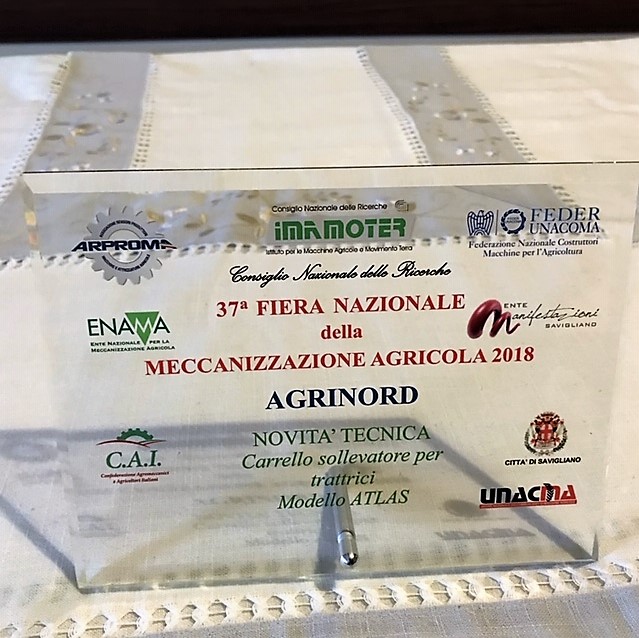 Consiglio Nazionale delle Ricerche
imamoter
Istituto per le Macchine Agricole e Movimento Terra
ARPROMA
FEDER
UNACOMA
Federazione Nazionale Costruttori
Macchine per l'Agricoltura
Consiglio Nazionale delle Ricerche
37ª FIERA NAZIONALE
della
MECCANIZZAZIONE AGRICOLA 2018
ENAMA
ENTE NAZIONALE PER LA
MECCANIZZAZIONE AGRICOLA
ENTE
Manifestazioni
SAVIGLIANO
AGRINORD
NOVITA' TECNICA
Carrello sollevatore per
trattrici
Modello ATLAS
C.A.I.
Confederazione Agromeccanici
e Agricoltori Italiani
CITTA' DI SAVIGLIANO
UNACMA